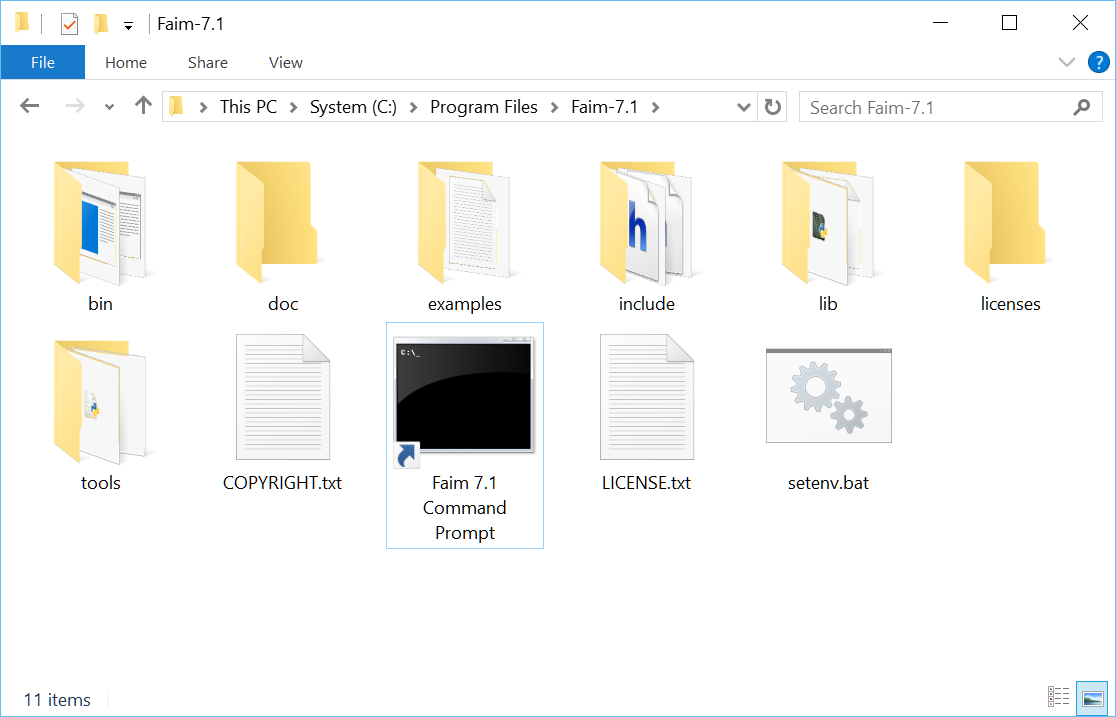 Faim-7.1
File Home Share View
?
This PC System (C:) Program Files Faim-7.1
Search Faim-7.1
h
bin doc examples include lib licenses
C:\_
tools COPYRIGHT.txt Faim 7.1 LICENSE.txt setenv.bat
Command
Prompt
11 items